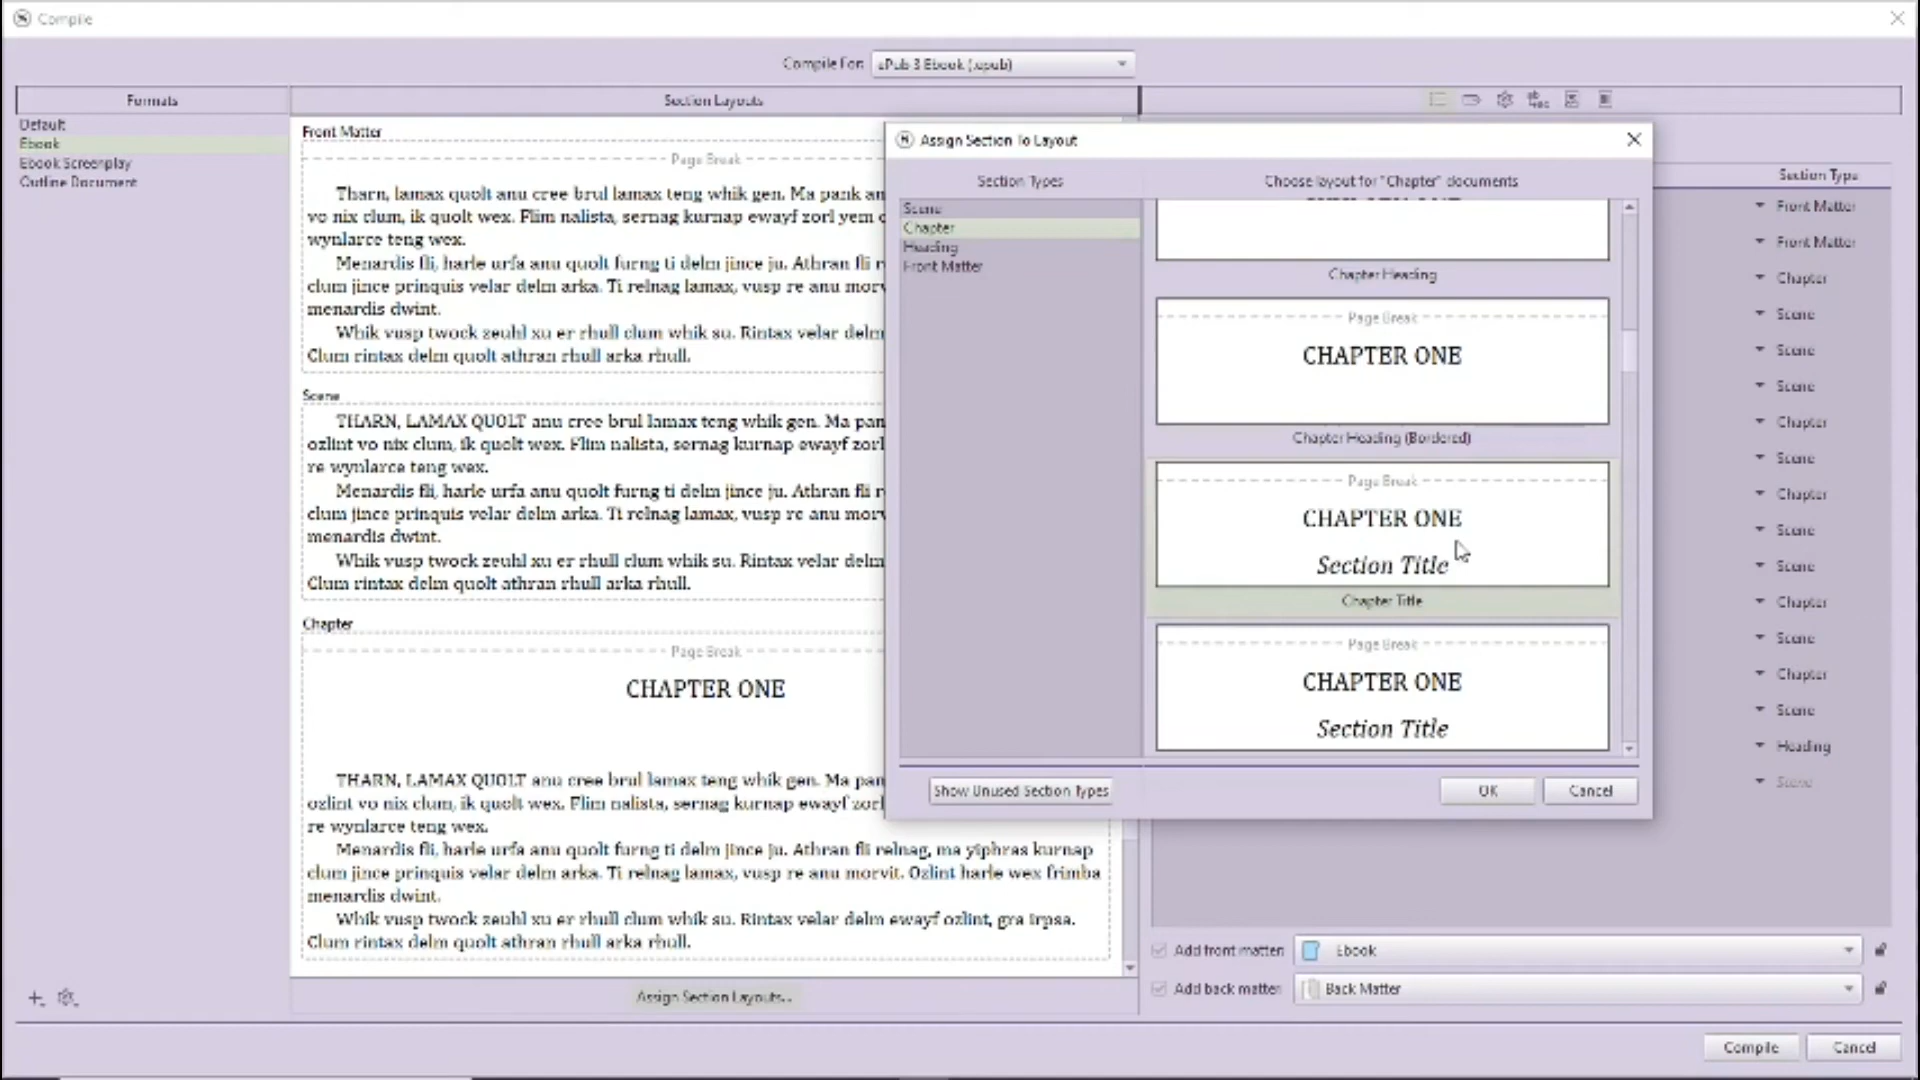 Compile
Compile For: ePub 3 Ebook (.epub)
Formats
Section Layouts
Default
Ebook
Ebook Screenplay
Outline Document
Front Matter
Page Break
Tharn, lamax quolt anu cree brul lamax teng whik gen. Ma pank an
vo nix clum, ik quolt wex. Flim nalista, sernag kurnap ewayf zorl yem
wynlarce teng wex.
Menardis fli, harle urfa anu quolt furng ti delm jince ju. Athran fli r
clum jince prinquis velar delm arka. Ti relnag lamax, vusp re anu morv
menardis dwint.
Whik vusp twock zeuhl xu er rhull clum whik su. Rintax velar delm
Clum rintax delm quolt athran rhull arka rhull.
Scene
THARN, LAMAX QUOLT anu cree brul lamax teng whik gen. Ma pan
ozlint vo nix clum, ik quolt wex. Flim nalista, sernag kurnap ewayf zorl
re wynlarce teng wex.
Menardis fli, harle urfa anu quolt furng ti delm jince ju. Athran fli r
clum jince prinquis velar delm arka. Ti relnag lamax, vusp re anu morv
menardis dwint.
Whik vusp twock zeuhl xu er rhull clum whik su. Rintax velar delm
Clum rintax delm quolt athran rhull arka rhull.
Chapter
Page Break
CHAPTER ONE
THARN, LAMAX QUOLT anu cree brul lamax teng whik gen. Ma pan
ozlint vo nix clum, ik quolt wex. Flim nalista, sernag kurnap ewayf zorl
re wynlarce teng wex.
Menardis fli, harle urfa anu quolt furng ti delm jince ju. Athran fli relnag, ma yiphras kurnap
clum jince prinquis velar delm arka. Ti relnag lamax, vusp re anu morvit. Ozlint harle wex frimba
menardis dwint.
Whik vusp twock zeuhl xu er rhull clum whik su. Rintax velar delm ewayf ozlint, gra irpsa.
Clum rintax delm quolt athran rhull arka rhull.
Assign Section Layouts...
Assign Section To Layout
Section Types
Scene
Chapter
Heading
Front Matter
Choose layout for "Chapter" documents
Chapter Heading
Page Break
CHAPTER ONE
Chapter Heading (Bordered)
Page Break
CHAPTER ONE
Section Title
Chapter Title
Page Break
CHAPTER ONE
Section Title
Show Unused Section Types
OK
Cancel
Section Type
Front Matter
Front Matter
Chapter
Scene
Scene
Scene
Chapter
Scene
Chapter
Scene
Scene
Chapter
Scene
Chapter
Scene
Heading
Scene
Add front matter: Ebook
Add back matter: Back Matter
Compile
Cancel